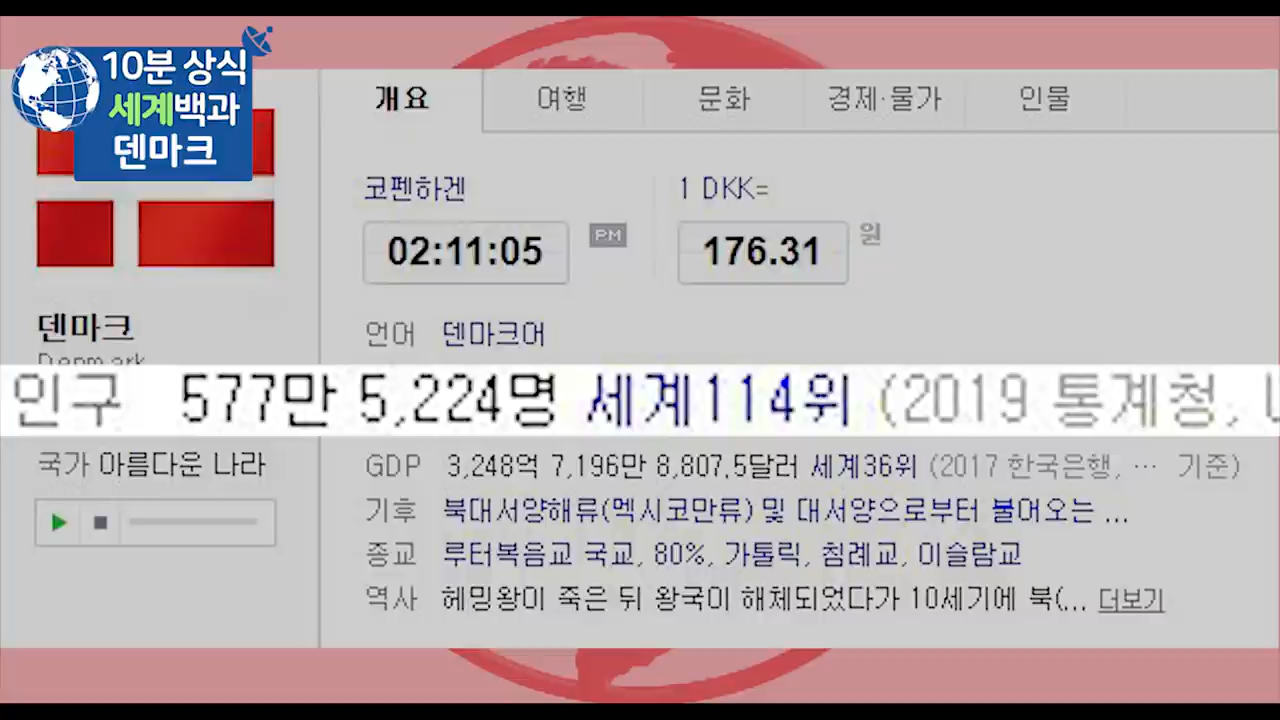 10분 상식
세계백과
덴마크
개요 여행 문화 경제·물가 인물
코펜하겐 1 DKK=
02:11:05 PM 176.31 원
덴마크
Denmark
언어 덴마크어
인구 577만 5,224명 세계114위 (2019 통계청,
국가 아름다운 나라
GDP 3,248억 7,196만 8,807.5달러 세계36위 (2017 한국은행, … 기준)
기후 북대서양해류(멕시코만류) 및 대서양으로부터 불어오는 ...
종교 루터복음교 국교, 80%, 가톨릭, 침례교, 이슬람교
역사 헤밍왕이 죽은 뒤 왕국이 해체되었다가 10세기에 북(... 더보기